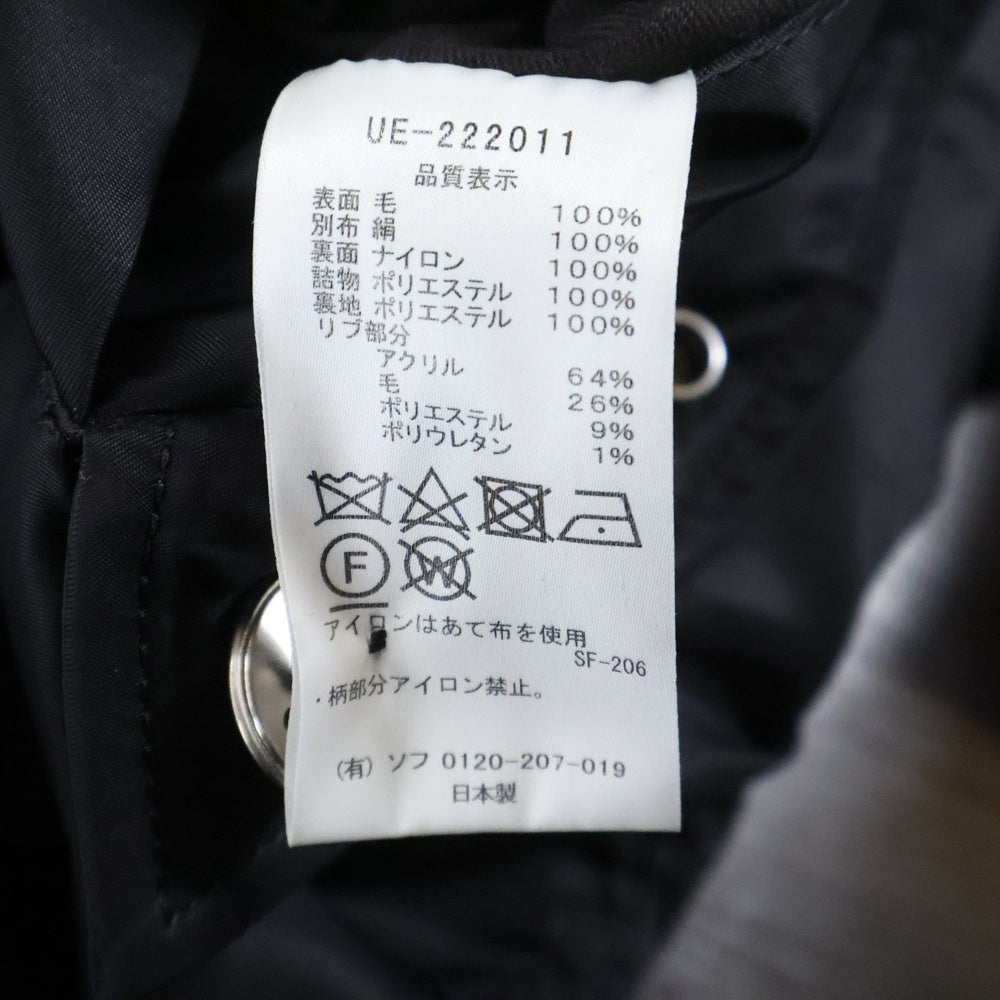 UE-222011
品質表示
表面 毛 100%
別布 絹 100%
裏面 ナイロン 100%
詰物 ポリエステル 100%
裏地 ポリエステル 100%
リブ部分
アクリル 64%
毛 26%
ポリエステル 9%
ポリウレタン 1%
F W
アイロンはあて布を使用
SF-206
・柄部分アイロン禁止。
(有) ソフ 0120-207-019
日本製